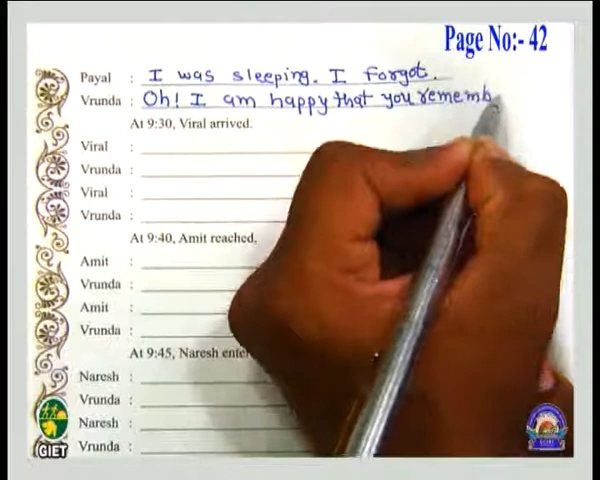 Page No:- 42
Payal : I was sleeping. I forgot.
Vrunda : Oh! I am happy that you rememb
At 9:30, Viral arrived.
Viral :
Vrunda :
Viral :
Vrunda :
At 9:40, Amit reached,
Amit :
Vrunda :
Amit :
Vrunda :
At 9:45, Naresh enter
Naresh :
Vrunda :
Naresh :
Vrunda :
GIET